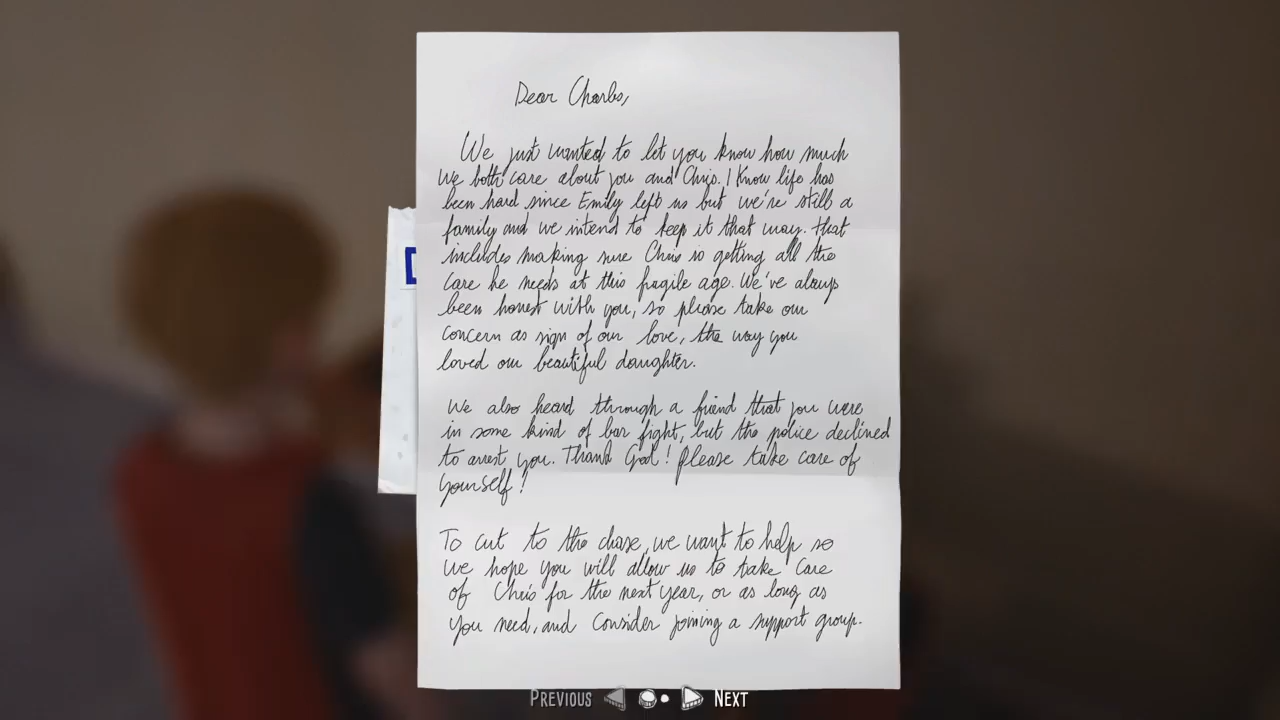 Dear Charles,
We just wanted to let you know how much
we both care about you and Chris. I know life has
been hard since Emily left us but we're still a
family and we intend to keep it that way. That
includes making sure Chris is getting all the
care he needs at this fragile age. We've always
been honest with you, so please take our
concern as sign of our love, the way you
loved our beautiful daughter.
We also heard through a friend that you were
in some kind of bar fight, but the police declined
to arrest you. Thank God! please take care of
yourself!
To cut to the chase, we want to help so
we hope you will allow us to take care
of Chris for the next year, or as long as
you need, and consider joining a support group.
PREVIOUS NEXT